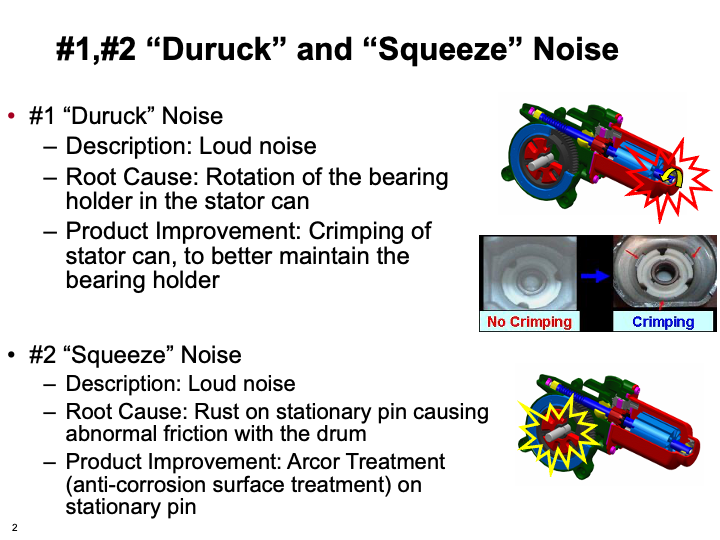 #1,#2 “Duruck” and “Squeeze” Noise
• #1 “Duruck” Noise
– Description: Loud noise
– Root Cause: Rotation of the bearing
holder in the stator can
– Product Improvement: Crimping of
stator can, to better maintain the
bearing holder
No Crimping
Crimping
• #2 “Squeeze” Noise
– Description: Loud noise
– Root Cause: Rust on stationary pin causing
abnormal friction with the drum
– Product Improvement: Arcor Treatment
(anti-corrosion surface treatment) on
stationary pin
2